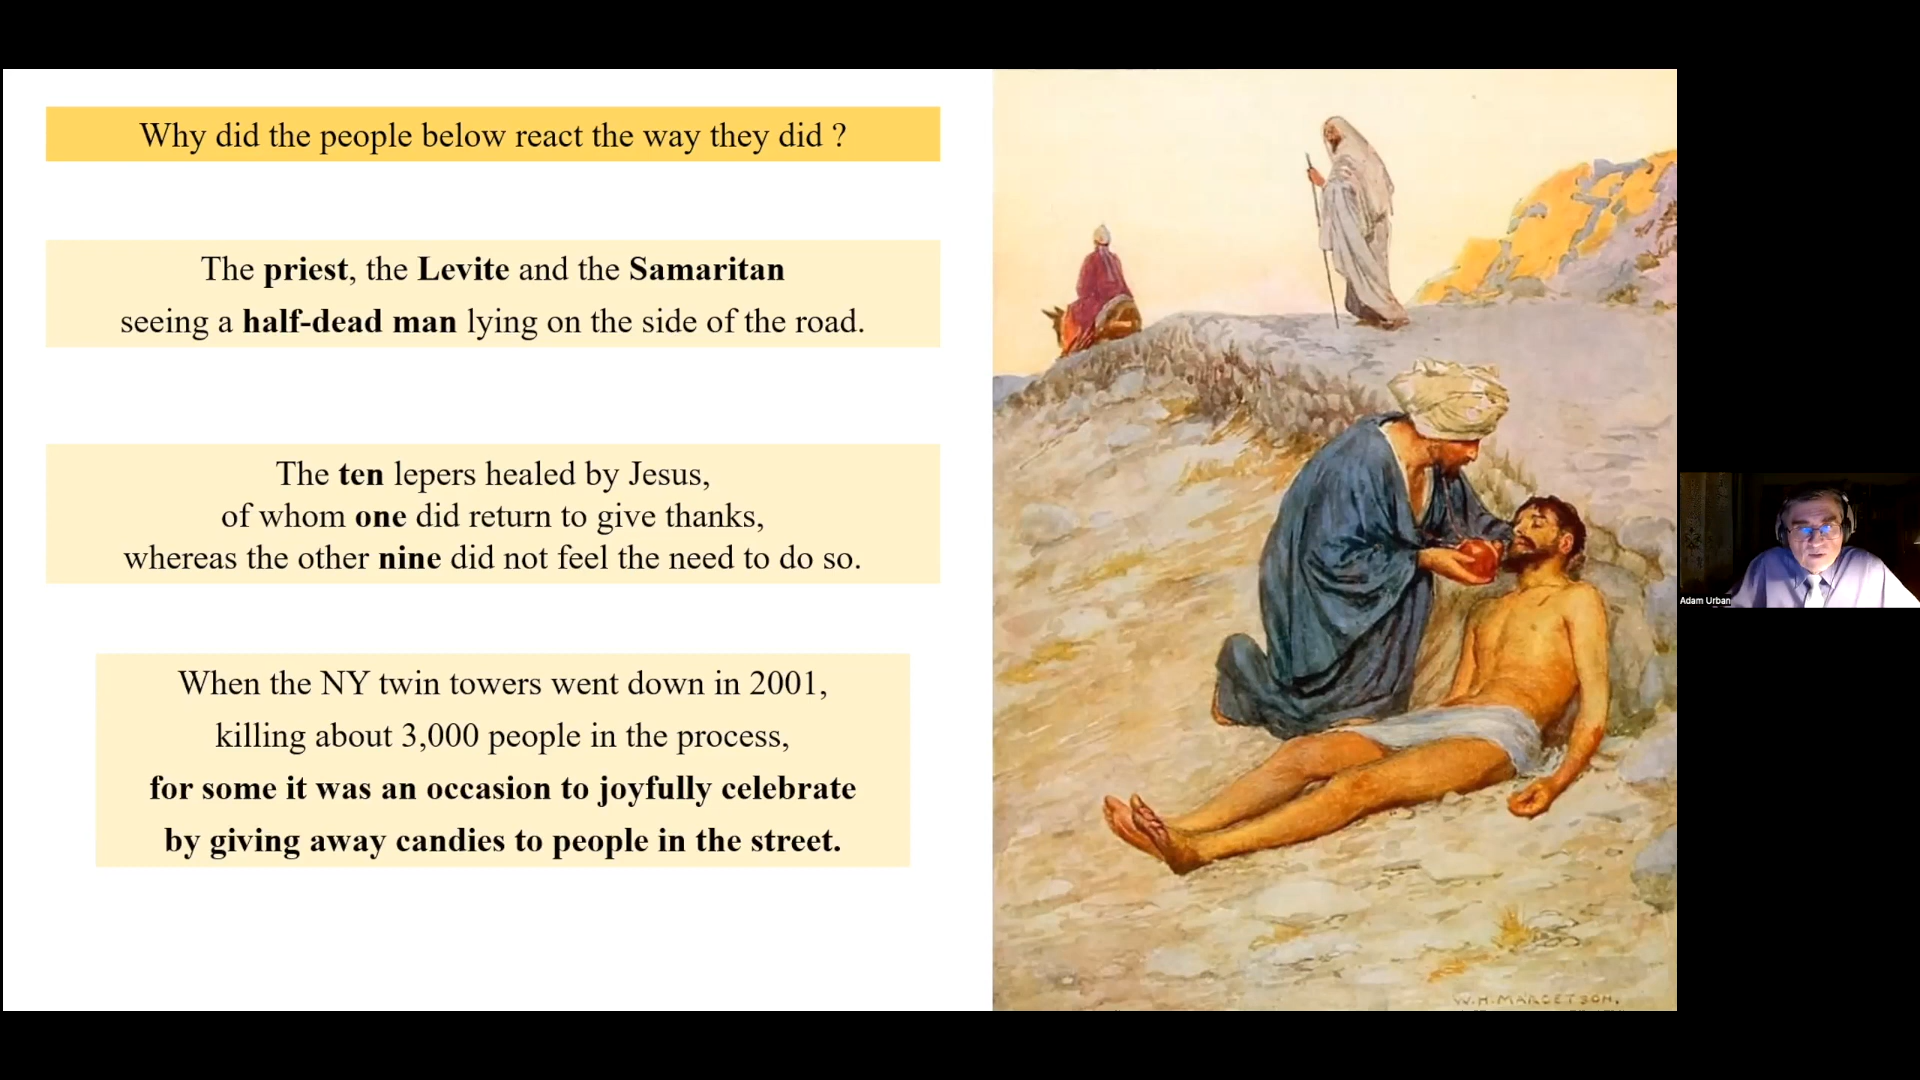 Why did the people below react the way they did ?
The priest, the Levite and the Samaritan
seeing a half-dead man lying on the side of the road.
The ten lepers healed by Jesus,
of whom one did return to give thanks,
whereas the other nine did not feel the need to do so.
When the NY twin towers went down in 2001,
killing about 3,000 people in the process,
for some it was an occasion to joyfully celebrate
by giving away candies to people in the street.
W.H.MARGETSON.
Adam Urban